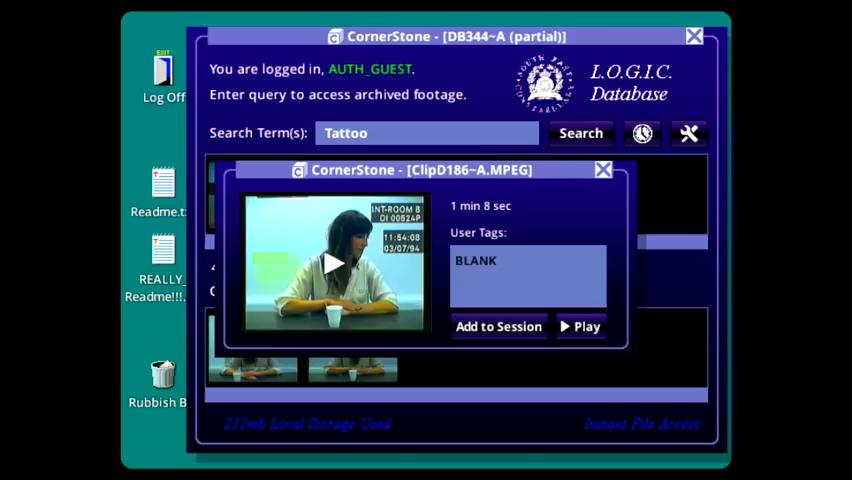 CornerStone - [DB344~A (partial)]
EXIT
Log Off
You are logged in, AUTH_GUEST.
Enter query to access archived footage.
L.O.G.I.C.
Database
Search Term(s):
Tattoo
Search
CornerStone - [ClipD186~A.MPEG]
Readme.t
INT-ROOM B
DI 00524P
11:54:08
03/07/94
1 min 8 sec
User Tags:
BLANK
REALLY_
Readme!!!.
Add to Session
Play
Rubbish B
232mb Local Storage Used
Instant File Access